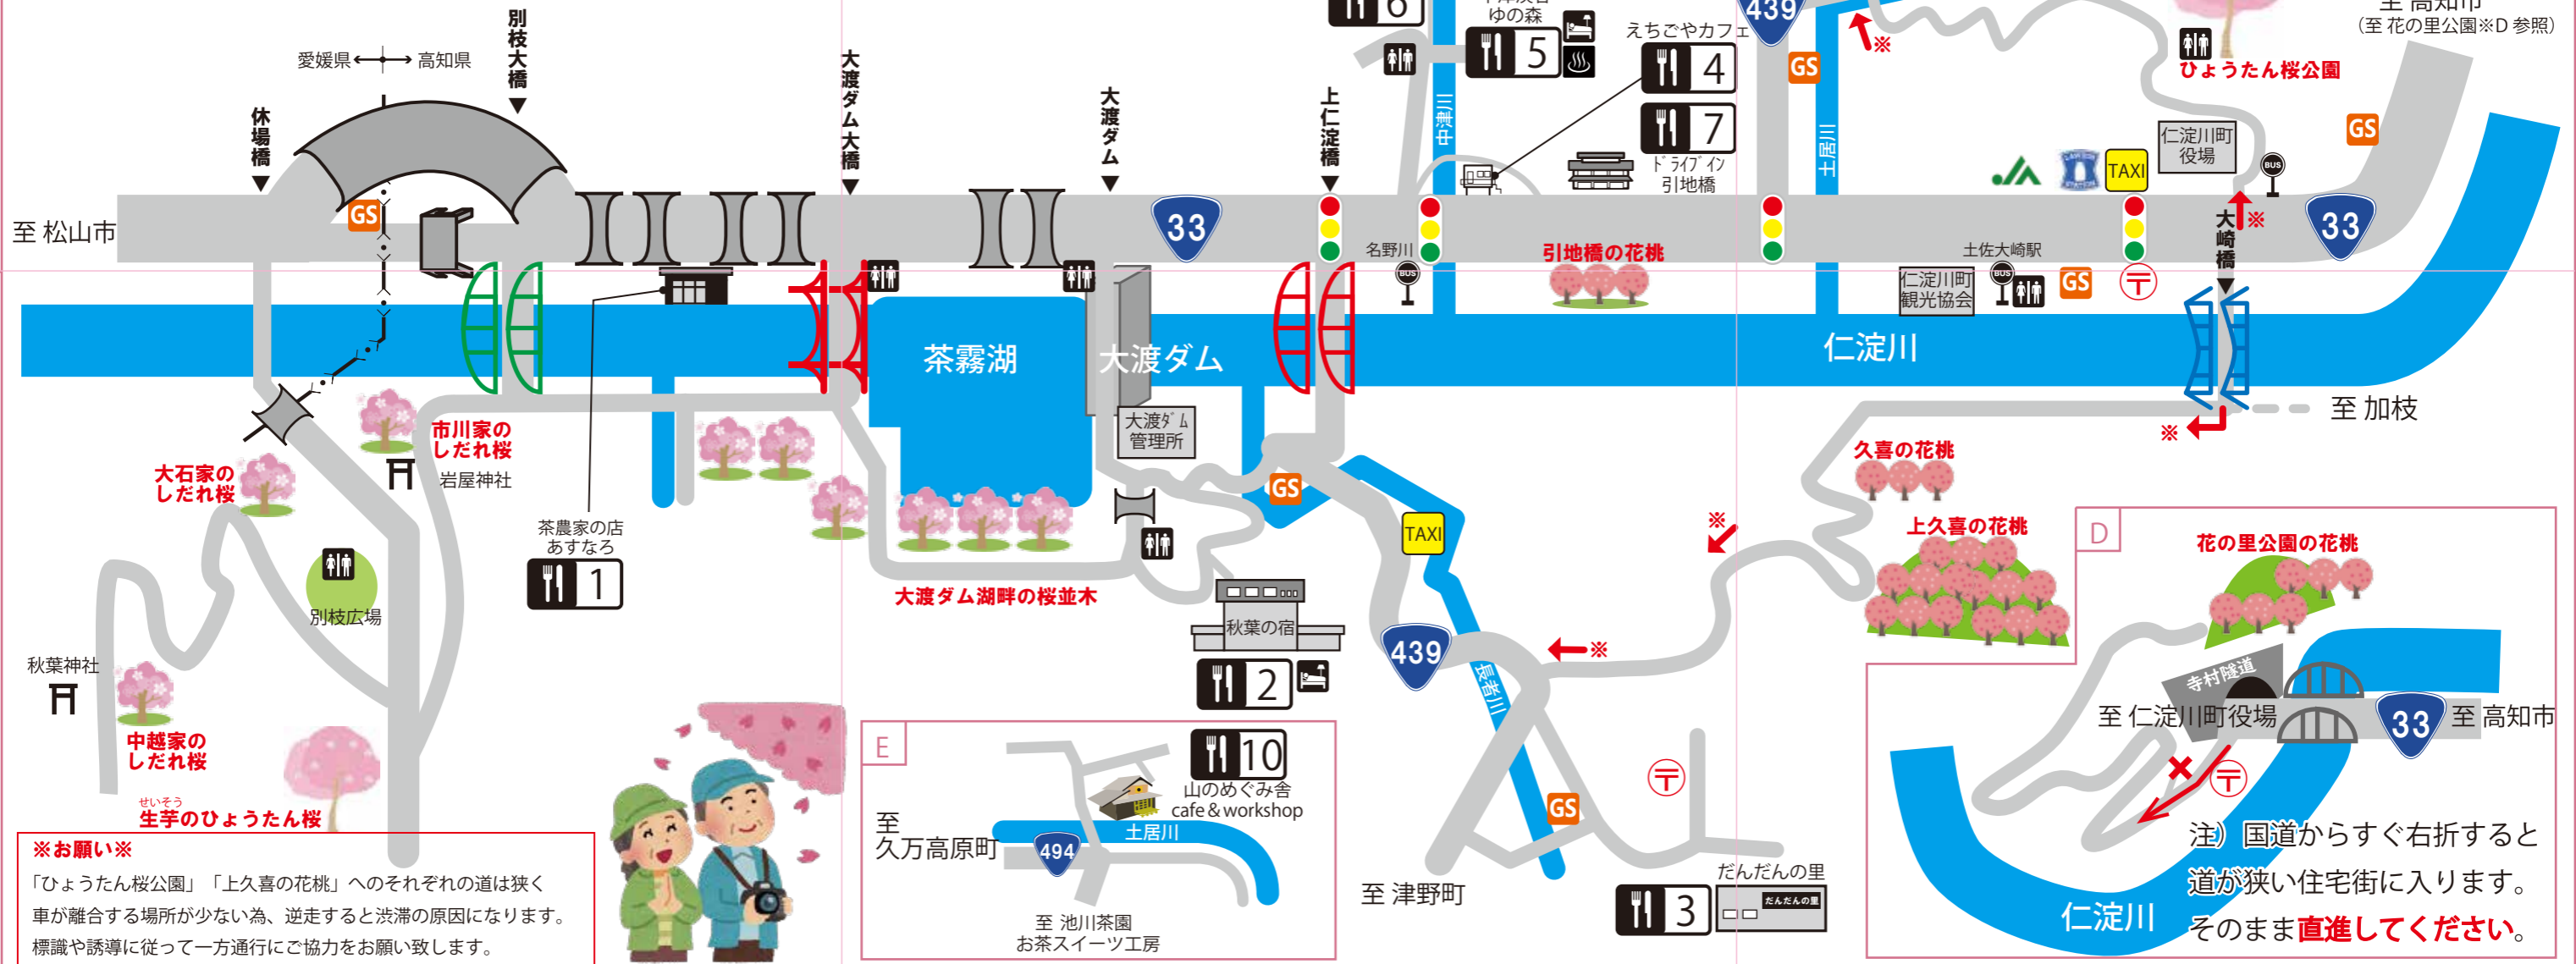 愛媛県
高知県
別枝大橋
休場橋
大渡ダム大橋
大渡ダム
上仁淀橋
6
ゆの森
5
中津川
えちごやカフェ
4
7
ドライブイン
引地橋
439
GS
土居川
ひょうたん桜公園
至 高知市
（至 花の里公園※D 参照）
GS
※
仁淀川町
役場
BUS
TAXI
LAWSON
STATION
至 松山市
GS
33
名野川
BUS
引地橋の花桃
土佐大崎駅
仁淀川町
観光協会
BUS
GS
〒
大崎橋
※
33
茶霧湖
大渡ダム
仁淀川
大渡ダム
管理所
至 加枝
※
市川家の
しだれ桜
岩屋神社
大石家の
しだれ桜
茶農家の店
あすなろ
1
別枝広場
秋葉神社
中越家の
しだれ桜
せいそう
生芋のひょうたん桜
大渡ダム湖畔の桜並木
GS
TAXI
秋葉の宿
2
439
長者川
※
※
久喜の花桃
上久喜の花桃
〒
GS
至 津野町
だんだんの里
3
だんだんの里
※お願い※
「ひょうたん桜公園」「上久喜の花桃」へのそれぞれの道は狭く
車が離合する場所が少ない為、逆走すると渋滞の原因になります。
標識や誘導に従って一方通行にご協力をお願い致します。
E
10
山のめぐみ舎
cafe＆workshop
至
久万高原町
土居川
494
至 池川茶園
お茶スイーツ工房
D
花の里公園の花桃
寺村隧道
至 仁淀川町役場
33
至 高知市
〒
仁淀川
注）国道からすぐ右折すると
道が狭い住宅街に入ります。
そのまま直進してください。